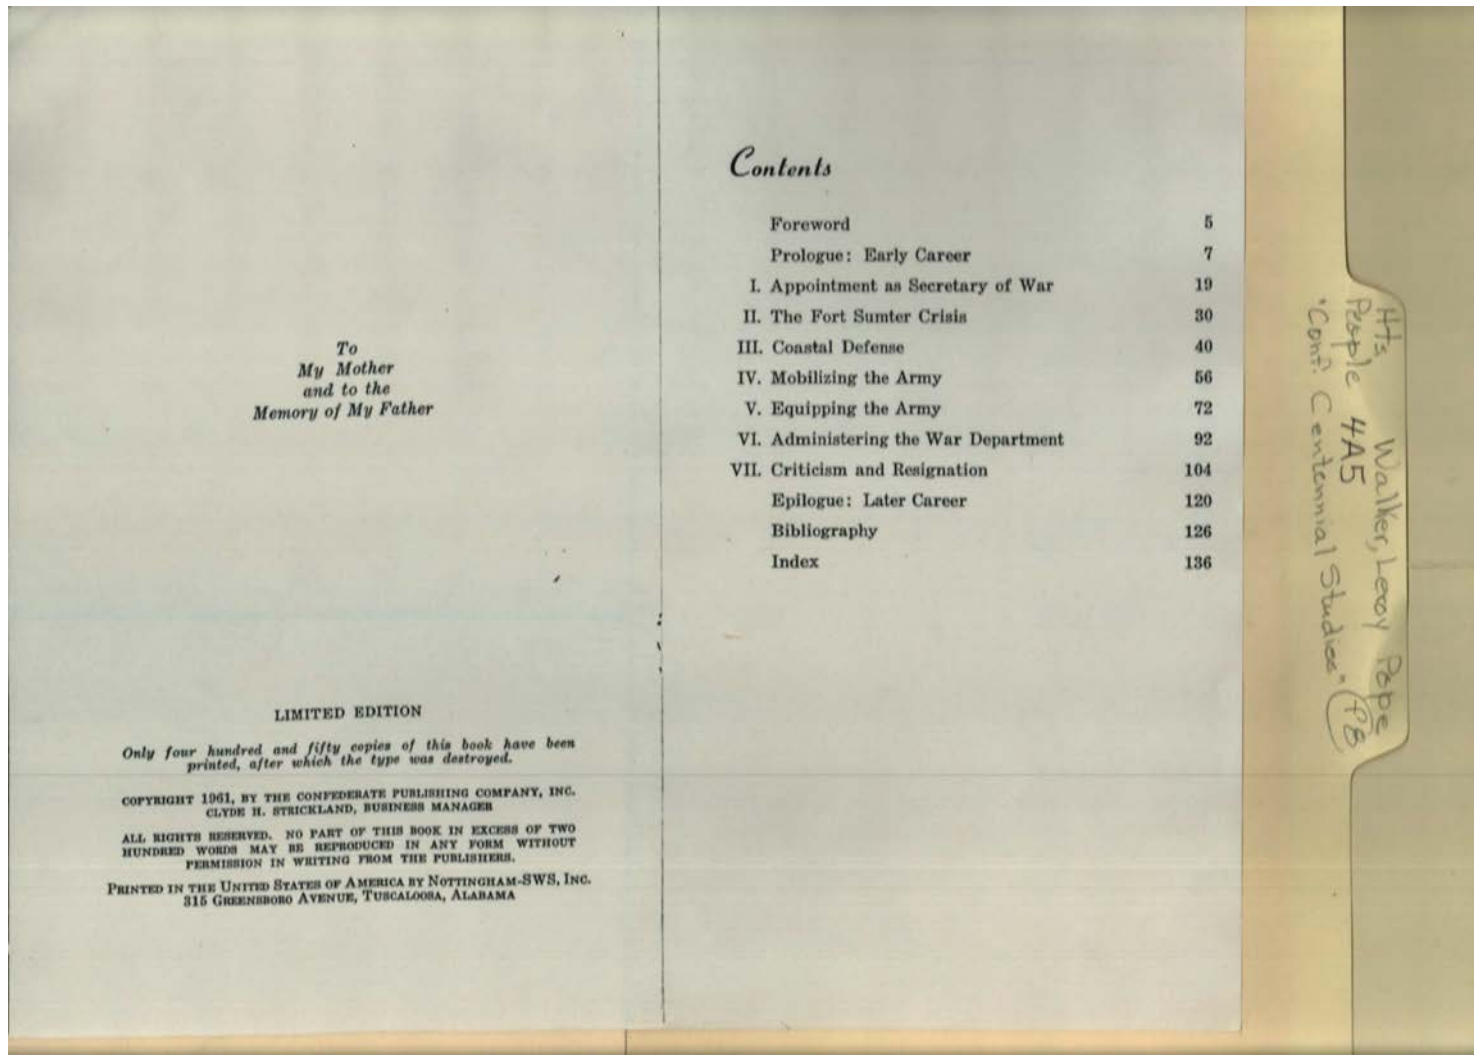 To
My Mother
and to the
Memory of My Father
LIMITED EDITION
Only four hundred and fifty copies of this book have been
printed, after which the type was destroyed.
COPYRIGHT 1961, BY THE CONFEDERATE PUBLISHING COMPANY, INC.
CLYDE H. STRICKLAND, BUSINESS MANAGER
ALL RIGHTS RESERVED. NO PART OF THIS BOOK IN EXCESS OF TWO
HUNDRED WORDS MAY BE REPRODUCED IN ANY FORM WITHOUT
PERMISSION IN WRITING FROM THE PUBLISHERS.
PRINTED IN THE UNITED STATES OF AMERICA BY NOTTINGHAM-SWS, INC.
315 GREENSBORO AVENUE, TUSCALOOSA, ALABAMA
Contents
Foreword 5
Prologue: Early Career 7
I. Appointment as Secretary of War 19
II. The Fort Sumter Crisis 30
III. Coastal Defense 40
IV. Mobilizing the Army 56
V. Equipping the Army 72
VI. Administering the War Department 92
VII. Criticism and Resignation 104
Epilogue: Later Career 120
Bibliography 126
Index 136
Hts Walker, Leroy Pope
People 4A5
"Conf. Centennial Studies" f8